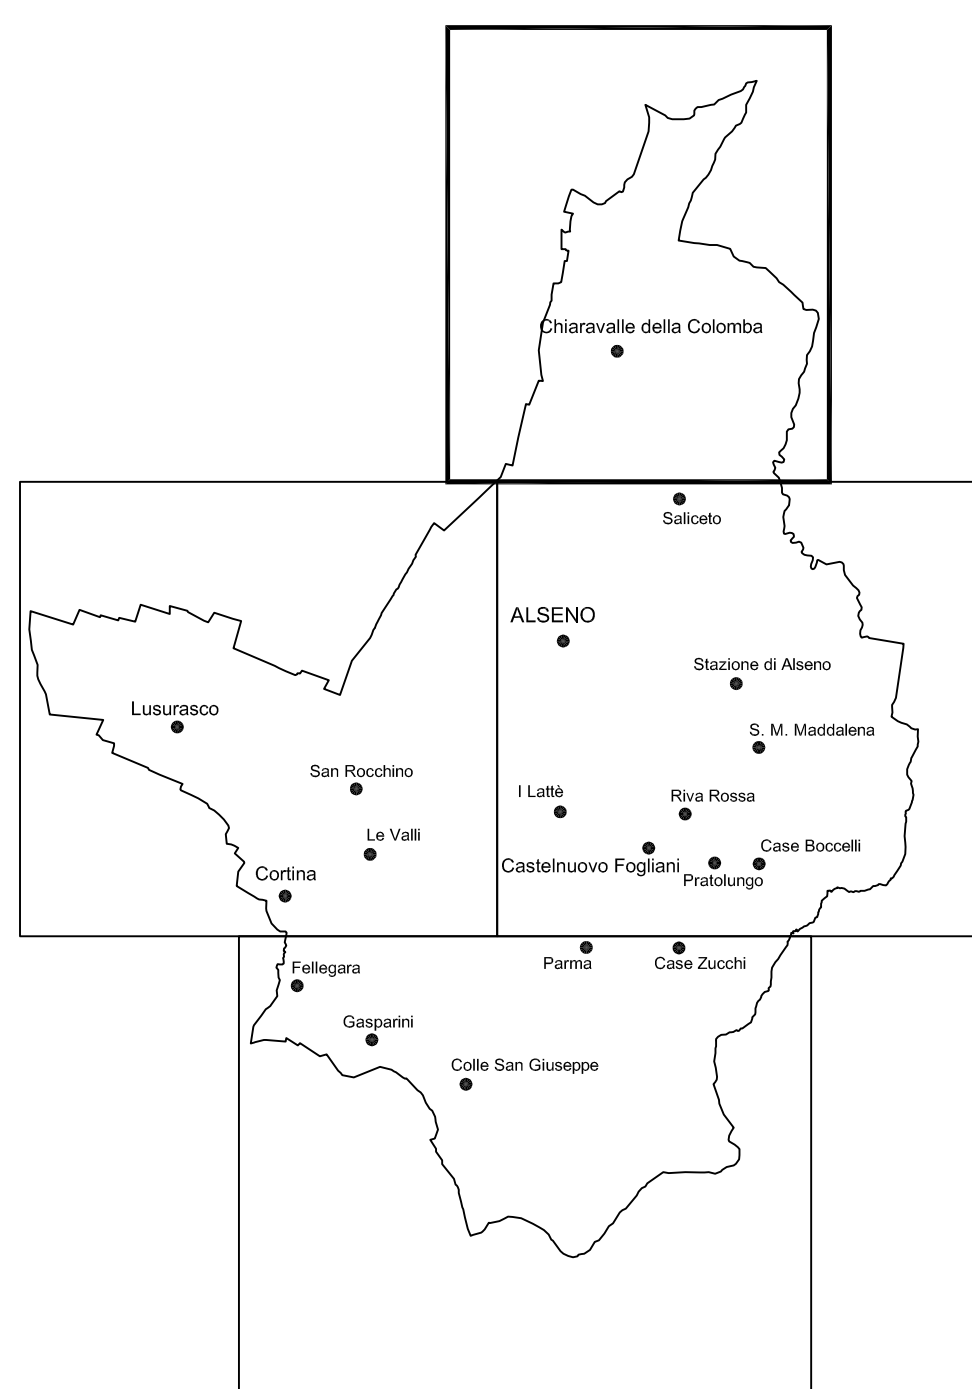 Chiaravalle della Colomba
Saliceto
ALSENO
Stazione di Alseno
Lusurasco
S. M. Maddalena
San Rocchino
I Lattè
Riva Rossa
Le Valli
Case Boccelli
Castelnuovo Fogliani
Cortina
Pratolungo
Parma
Case Zucchi
Fellegara
Gasparini
Colle San Giuseppe